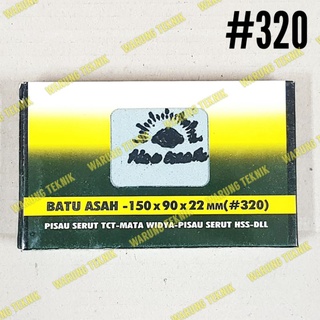 #320
WARUNG TEKNIK
BATU ASAH -150 x 90 x 22 MM (#320)
PISAU SERUT TCT-MATA WIDYA-PISAU SERUT HSS-DLL